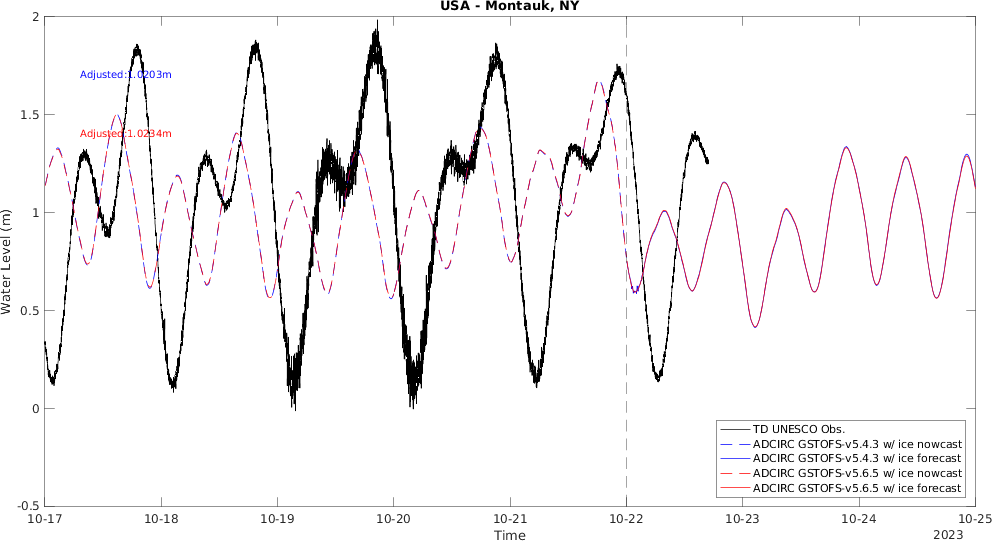 USA - Montauk, NY
Water Level (m)
2
1.5
1
0.5
0
-0.5
Adjusted:1.0203m
Adjusted:1.0234m
TD UNESCO Obs.
ADCIRC GSTOFS-v5.4.3 w/ ice nowcast
ADCIRC GSTOFS-v5.4.3 w/ ice forecast
ADCIRC GSTOFS-v5.6.5 w/ ice nowcast
ADCIRC GSTOFS-v5.6.5 w/ ice forecast
10-17 10-18 10-19 10-20 10-21 10-22 10-23 10-24 10-25
Time
2023